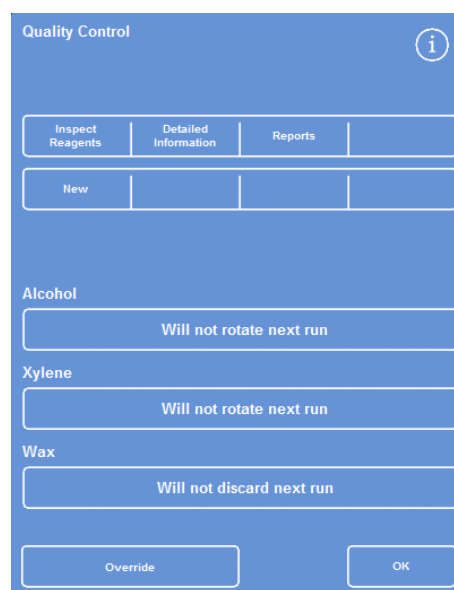 Quality Control
i
Inspect
Reagents
Detailed
Information
Reports
New
Alcohol
Will not rotate next run
Xylene
Will not rotate next run
Wax
Will not discard next run
Override
OK